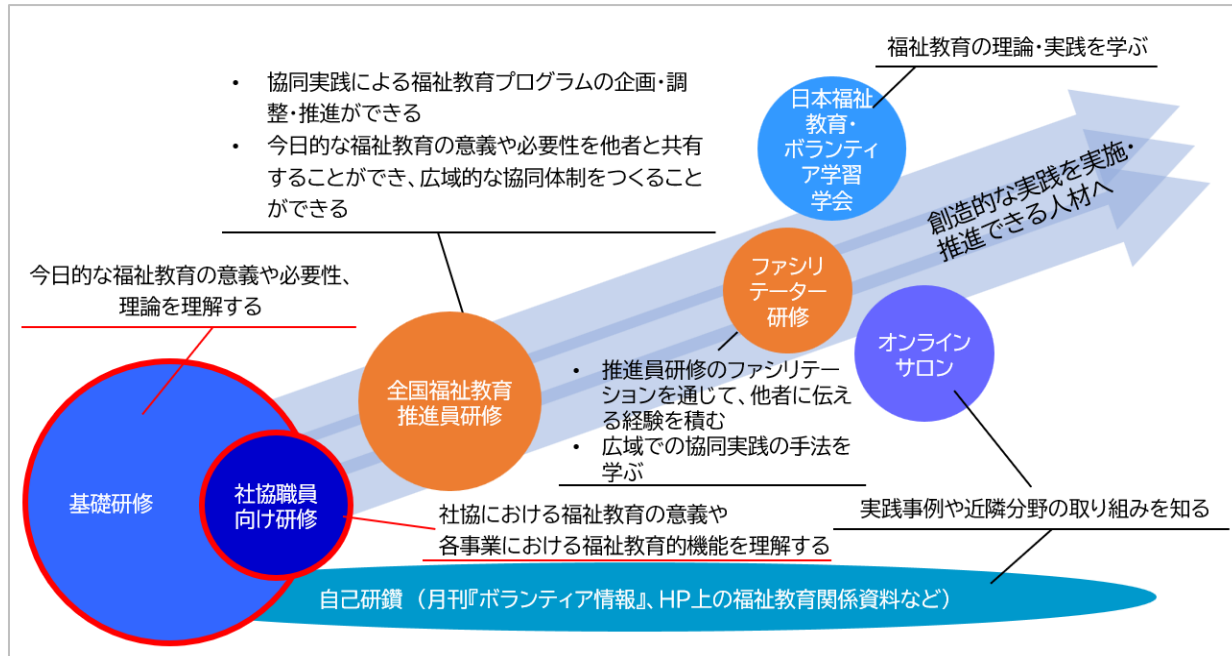 福祉教育の理論・実践を学ぶ
• 協同実践による福祉教育プログラムの企画・調
整・推進ができる
• 今日的な福祉教育の意義や必要性を他者と共有
することができ、広域的な協同体制をつくること
ができる
日本福祉
教育・
ボランティ
ア学習
学会
創造的な実践を実施・
推進できる人材へ
今日的な福祉教育の意義や必要性、
理論を理解する
ファシリ
テーター
研修
オンライン
サロン
全国福祉教育
推進員研修
• 推進員研修のファシリテー
ションを通じて、他者に伝え
る経験を積む
• 広域での協同実践の手法を
学ぶ
基礎研修
社協職員
向け研修
社協における福祉教育の意義や
各事業における福祉教育的機能を理解する
実践事例や近隣分野の取り組みを知る
自己研鑽 (月刊『ボランティア情報』、HP上の福祉教育関係資料など)